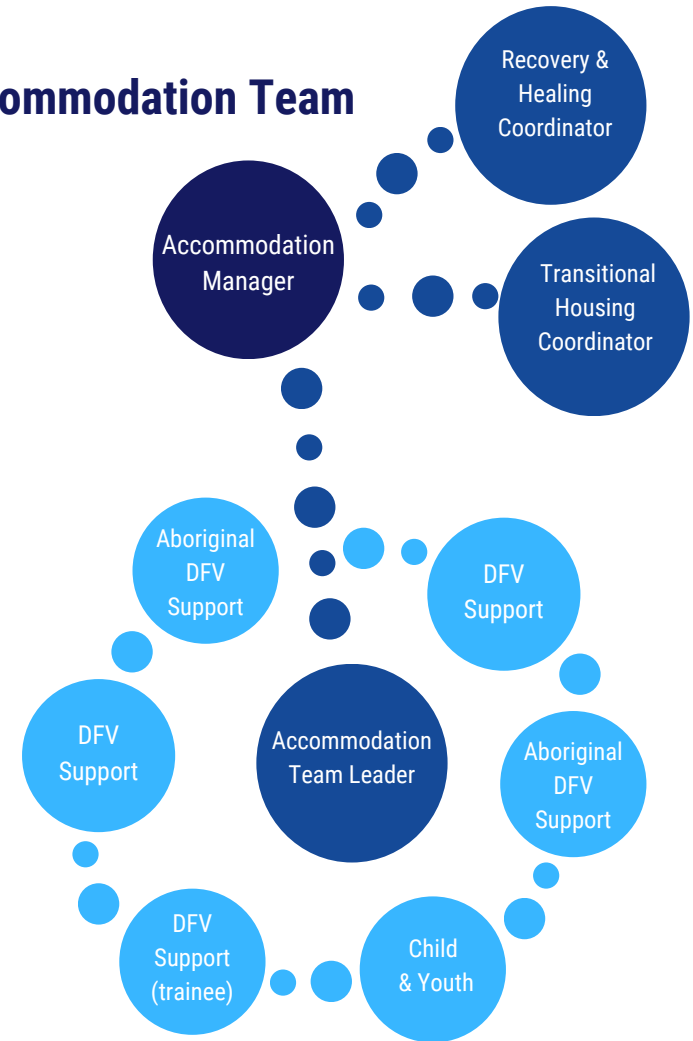 ommodation Team
Recovery &
Healing
Coordinator
Accommodation
Manager
Transitional
Housing
Coordinator
Aboriginal
DFV
Support
DFV
Support
DFV
Support
Accommodation
Team Leader
Aboriginal
DFV
Support
DFV
Support
(trainee)
Child
& Youth